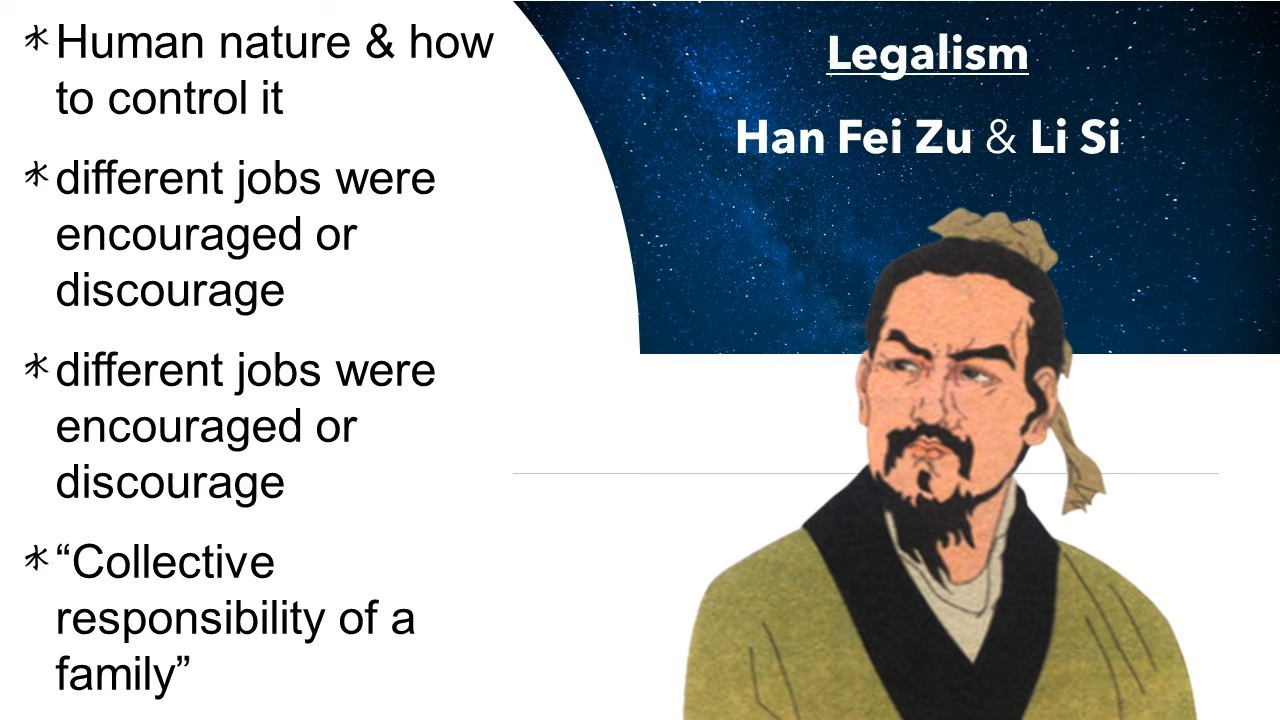 Legalism
Han Fei Zu & Li Si
* Human nature & how
to control it
* different jobs were
encouraged or
discourage
* different jobs were
encouraged or
discourage
* “Collective
responsibility of a
family”